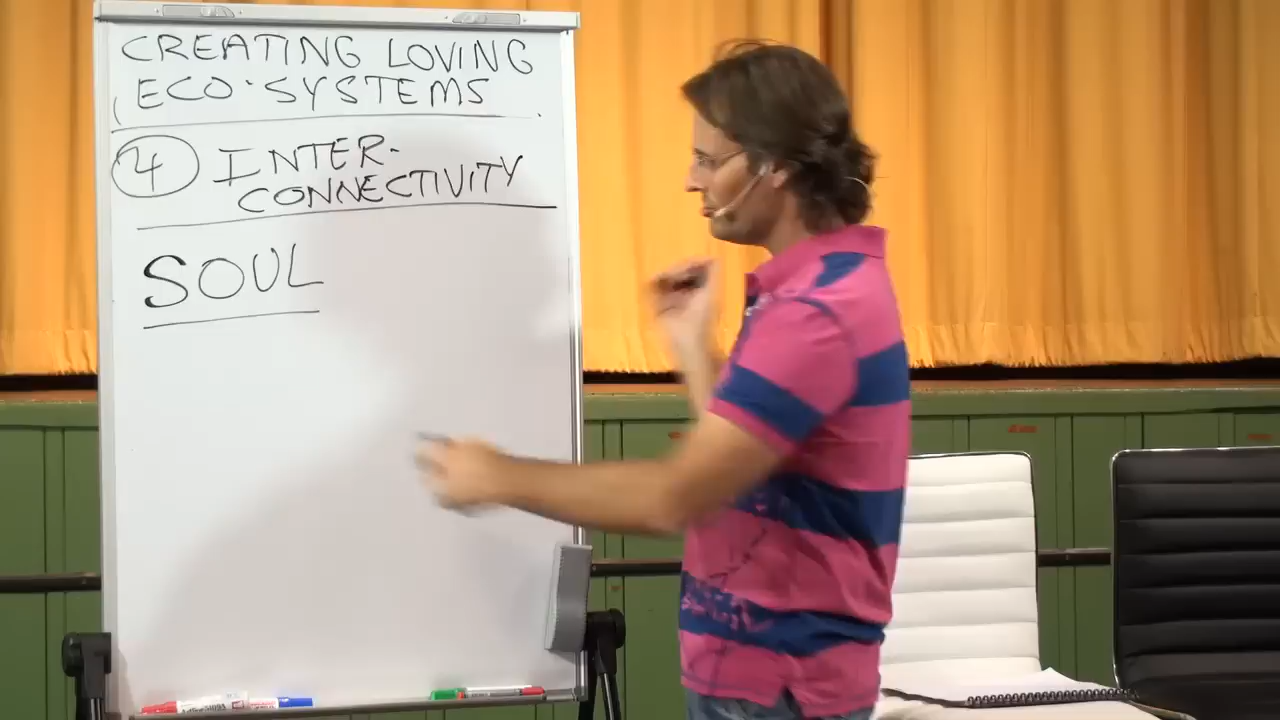 CREATING LOVING
ECO-SYSTEMS
4 INTER-
CONNECTIVITY
SOUL